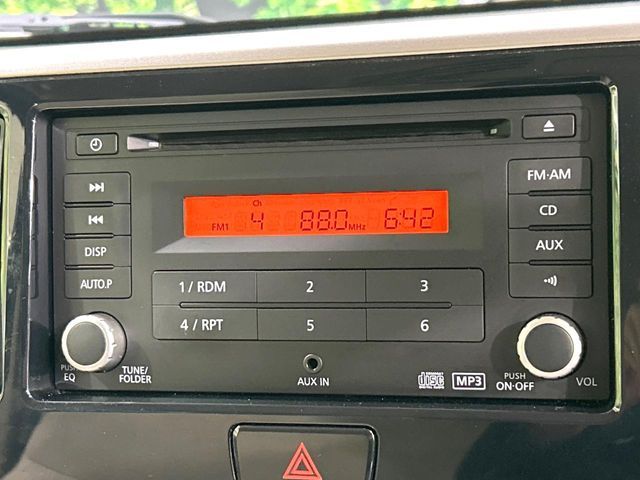 Ch
FM1 4 88.0 MHz 6:42
FM·AM
CD
AUX
DISP
AUTO.P
1 / RDM 2 3
4 / RPT 5 6
PUSH
EQ
TUNE/
FOLDER
AUX IN
disc
MP3
PUSH
ON·OFF
VOL